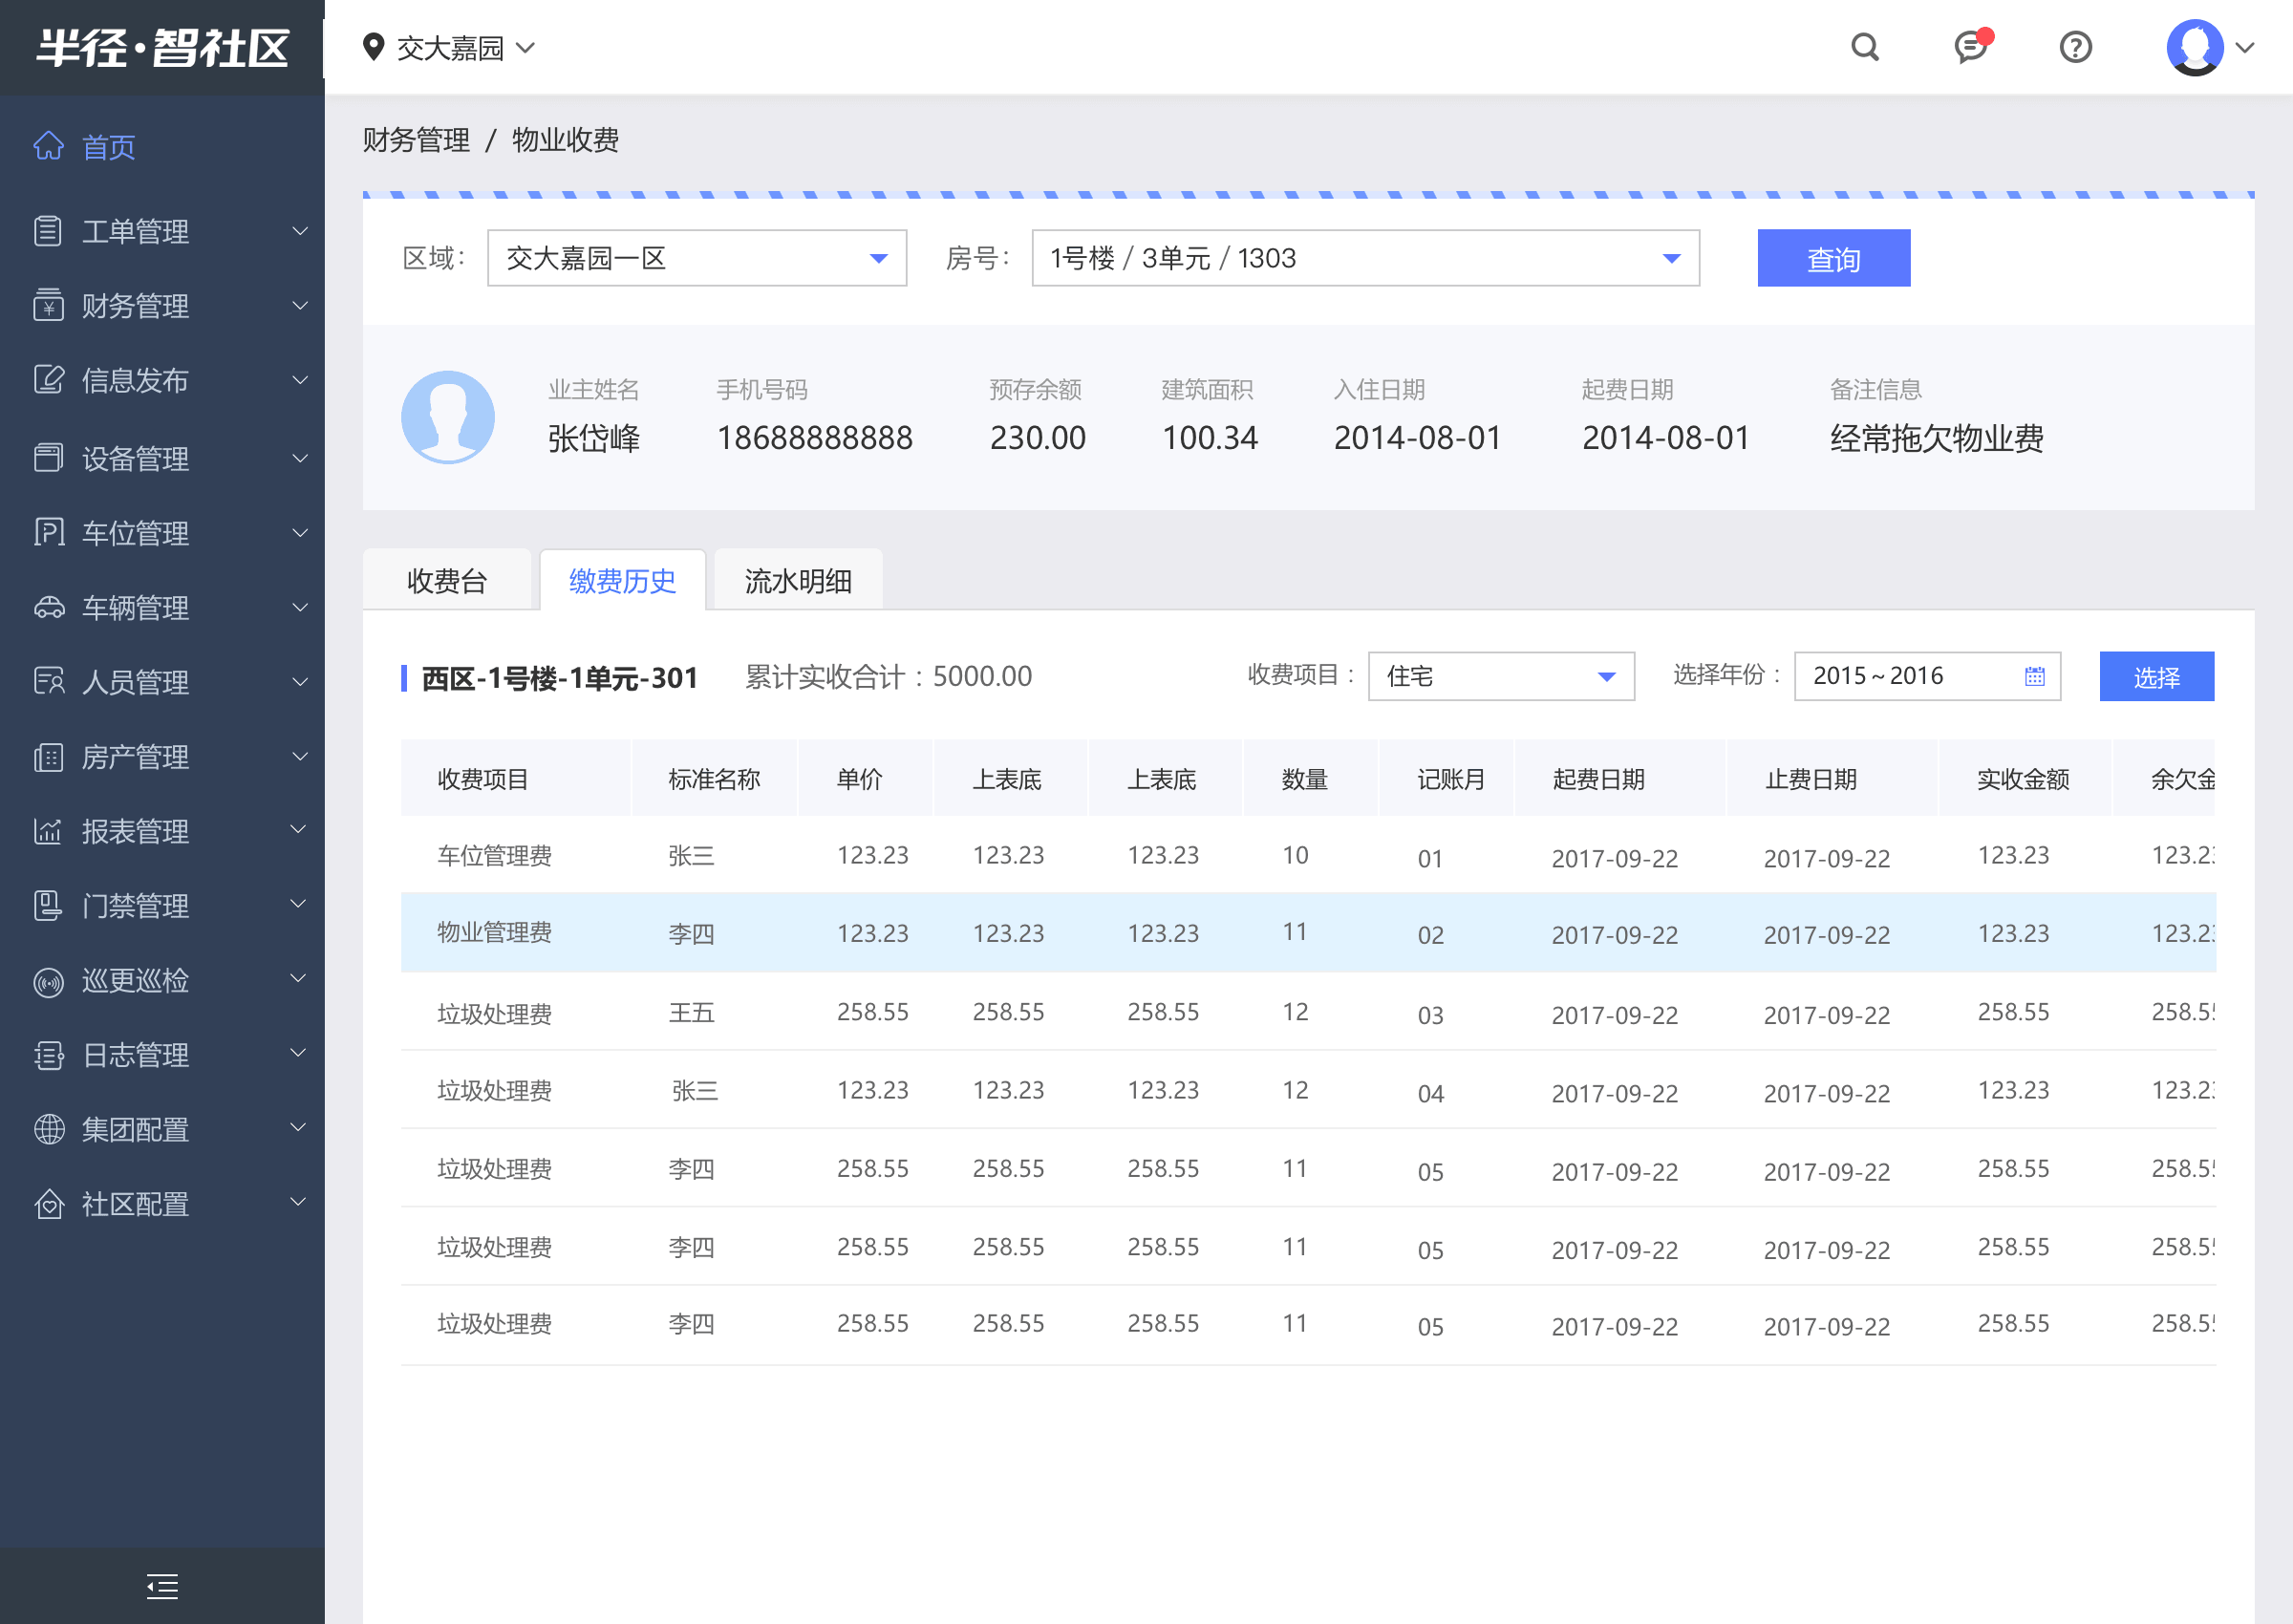 半径·智社区
交大嘉园
首页
工单管理
财务管理
信息发布
设备管理
车位管理
车辆管理
人员管理
房产管理
报表管理
门禁管理
巡更巡检
日志管理
集团配置
社区配置
财务管理 / 物业收费
区域: 交大嘉园一区 房号: 1号楼 / 3单元 / 1303 查询
业主姓名 手机号码 预存余额 建筑面积 入住日期 起费日期 备注信息
张岱峰 18688888888 230.00 100.34 2014-08-01 2014-08-01 经常拖欠物业费
收费台 缴费历史 流水明细
西区-1号楼-1单元-301 累计实收合计：5000.00 收费项目： 住宅 选择年份： 2015~2016 选择
收费项目 标准名称 单价 上表底 上表底 数量 记账月 起费日期 止费日期 实收金额 余欠金
车位管理费 张三 123.23 123.23 123.23 10 01 2017-09-22 2017-09-22 123.23 123.23
物业管理费 李四 123.23 123.23 123.23 11 02 2017-09-22 2017-09-22 123.23 123.23
垃圾处理费 王五 258.55 258.55 258.55 12 03 2017-09-22 2017-09-22 258.55 258.55
垃圾处理费 张三 123.23 123.23 123.23 12 04 2017-09-22 2017-09-22 123.23 123.23
垃圾处理费 李四 258.55 258.55 258.55 11 05 2017-09-22 2017-09-22 258.55 258.55
垃圾处理费 李四 258.55 258.55 258.55 11 05 2017-09-22 2017-09-22 258.55 258.55
垃圾处理费 李四 258.55 258.55 258.55 11 05 2017-09-22 2017-09-22 258.55 258.55